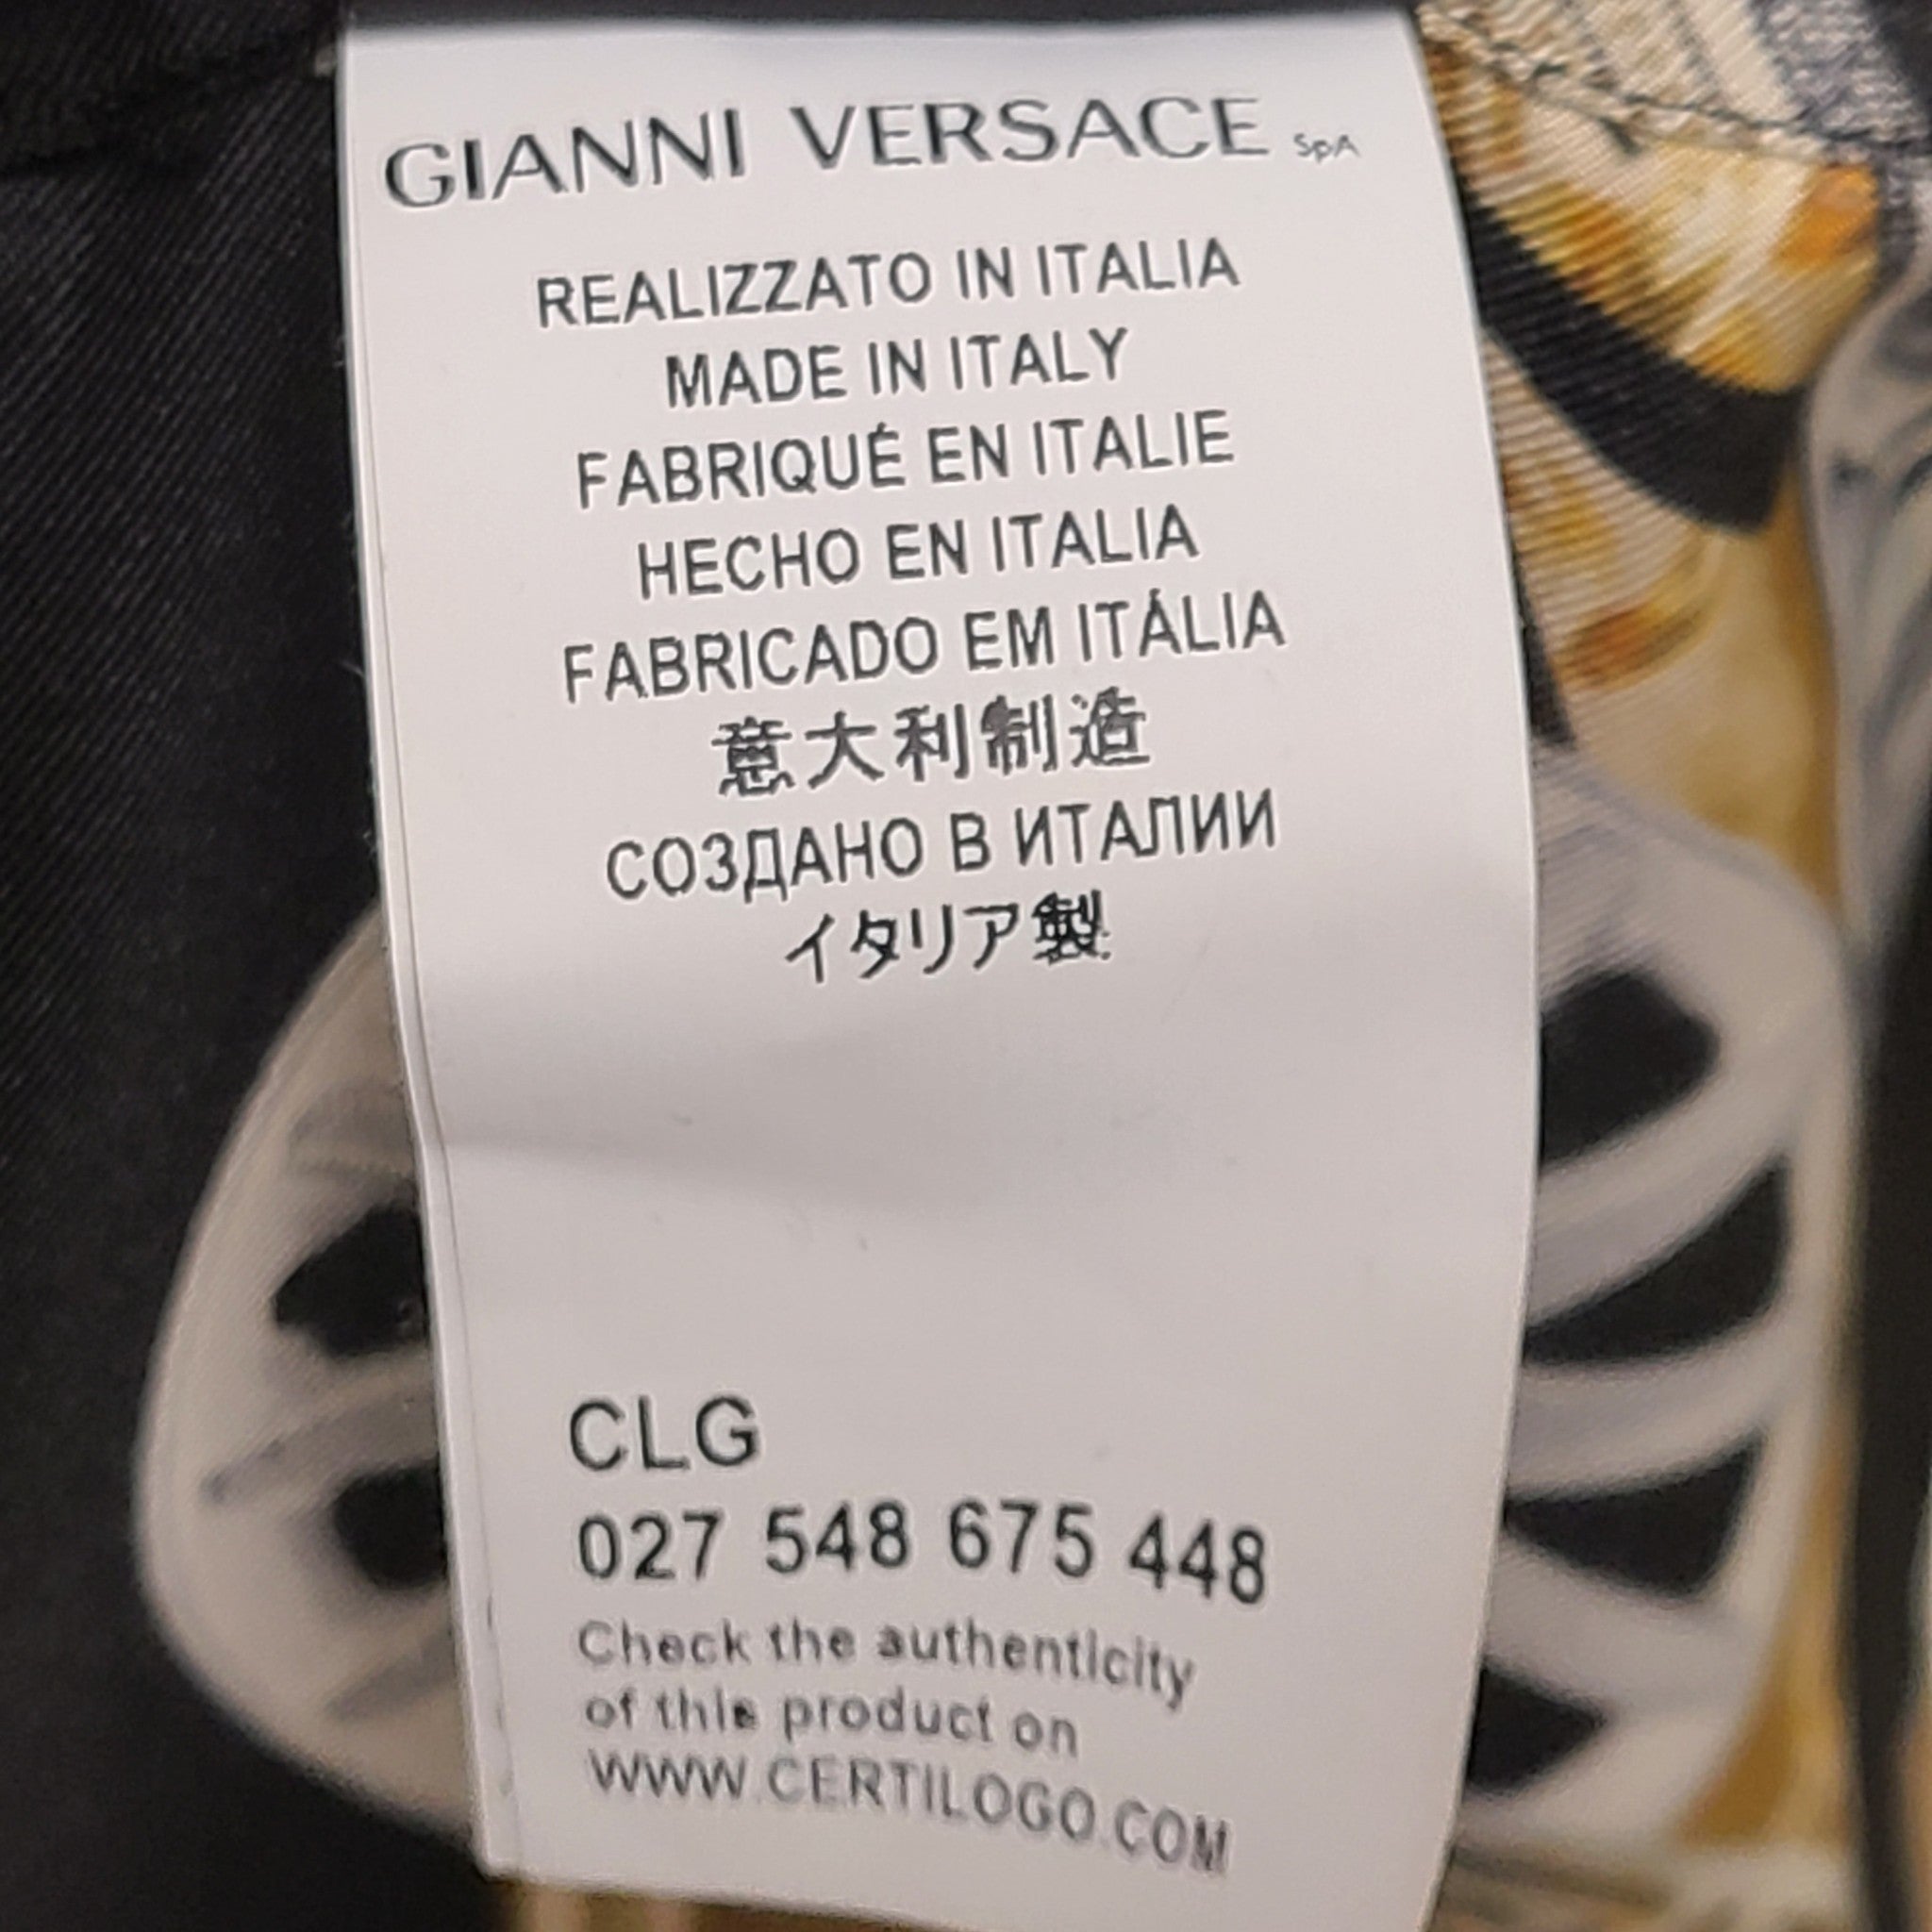 GIANNI VERSACE SpA
REALIZZATO IN ITALIA
MADE IN ITALY
FABRIQUÉ EN ITALIE
HECHO EN ITALIA
FABRICADO EM ITÁLIA
意大利制造
СОЗДАНО В ИТАЛИИ
イタリア製
CLG
027 548 675 448
Check the authenticity
of this product on
WWW.CERTILOGO.COM